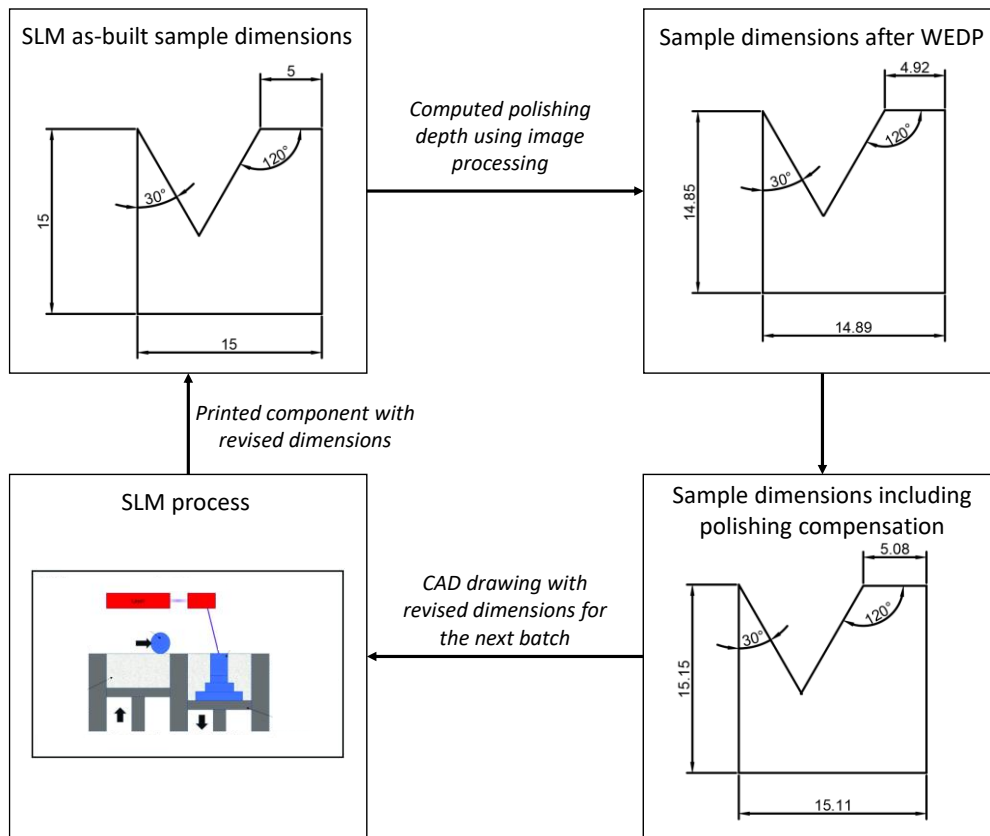 SLM as-built sample dimensions
5
120°
30°
15
15
Computed polishing
depth using image
processing
Sample dimensions after WEDP
4.92
120°
30°
14.85
14.89
Printed component with
revised dimensions
SLM process
CAD drawing with
revised dimensions for
the next batch
Sample dimensions including
polishing compensation
5.08
120°
30°
15.15
15.11